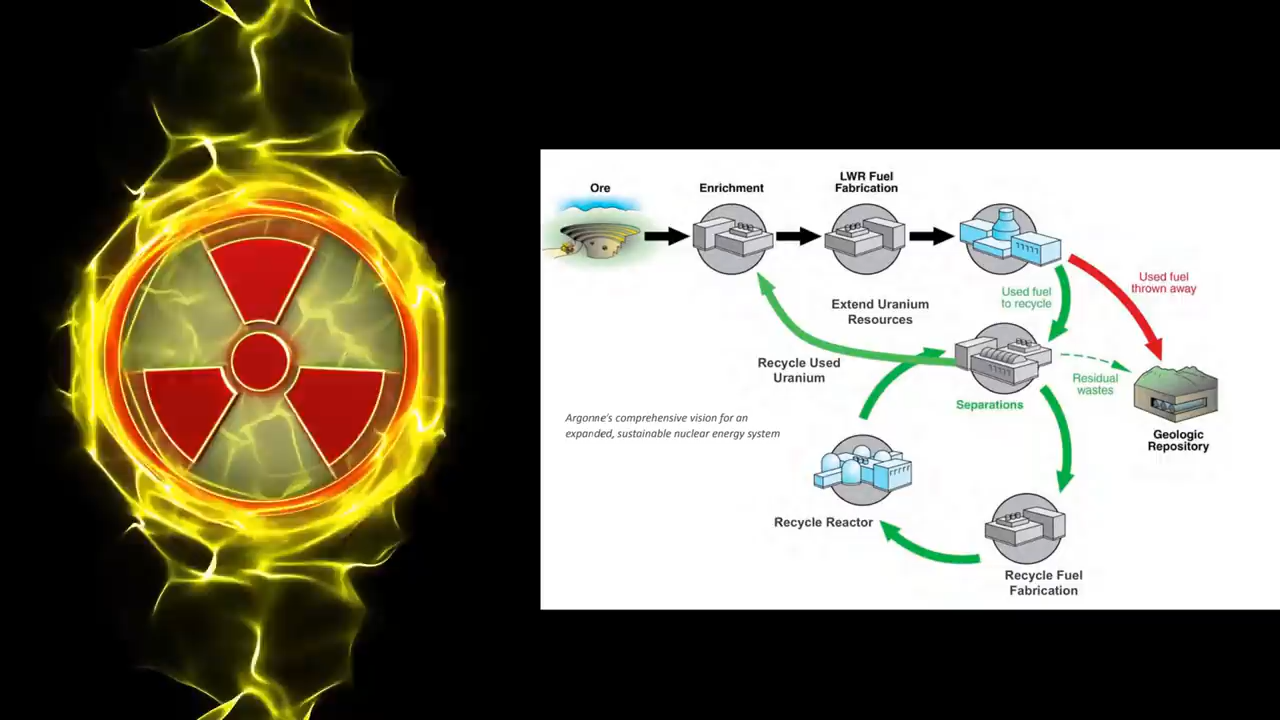 LWR Fuel
Fabrication
Ore
Enrichment
Used fuel
thrown away
Used fuel
to recycle
Extend Uranium
Resources
Recycle Used
Uranium
Residual
wastes
Separations
Argonne's comprehensive vision for an
expanded, sustainable nuclear energy system
Geologic
Repository
Recycle Reactor
Recycle Fuel
Fabrication